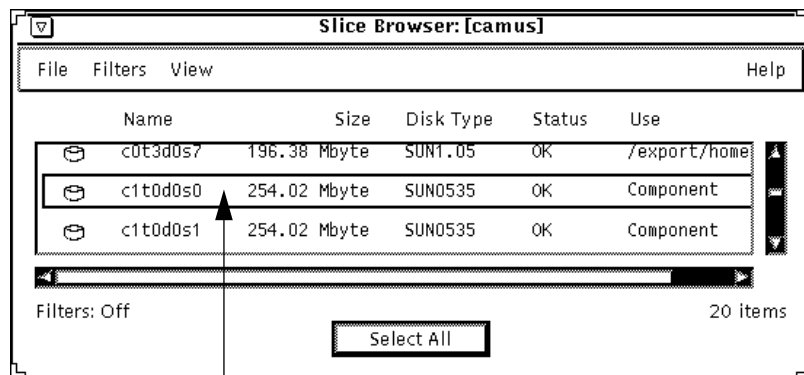 Slice Browser: [camus]
File Filters View Help
Name Size Disk Type Status Use
c0t3d0s7 196.38 Mbyte SUN1.05 OK /export/home
c1t0d0s0 254.02 Mbyte SUN0535 OK Component
c1t0d0s1 254.02 Mbyte SUN0535 OK Component
Filters: Off 20 items
Select All